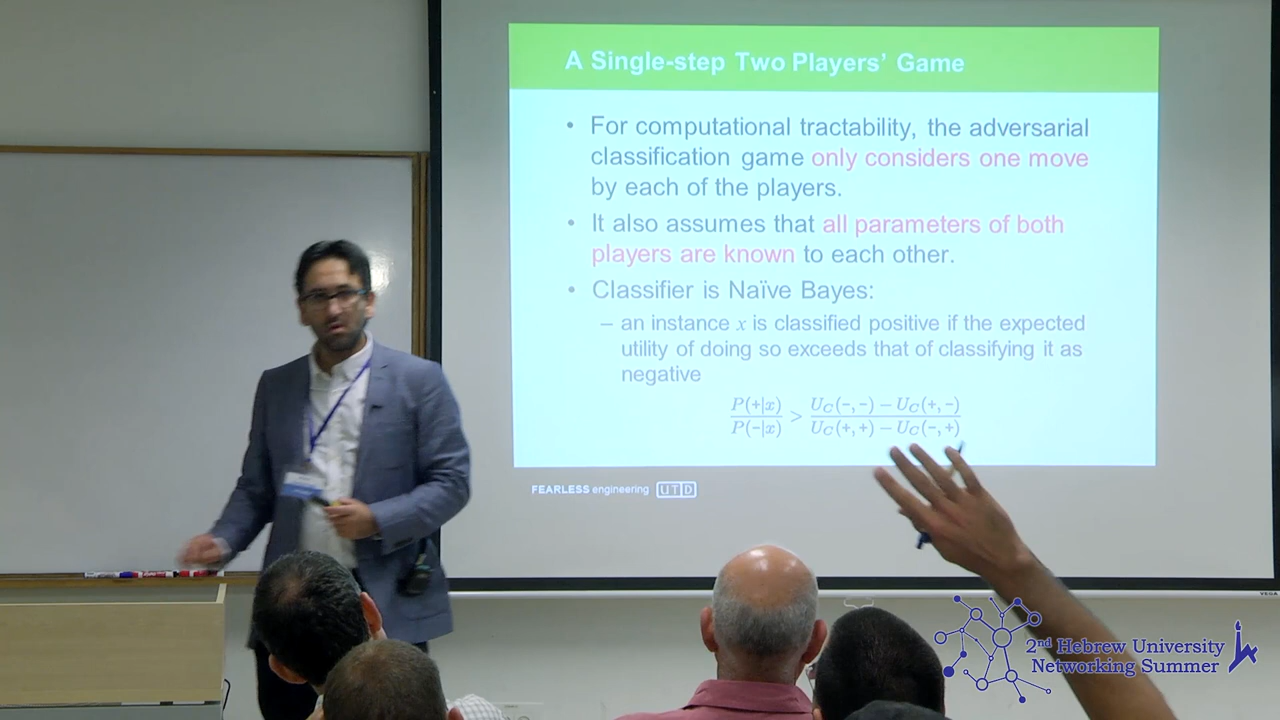 A Single-step Two Players' Game
• For computational tractability, the adversarial
classification game only considers one move
by each of the players.
• It also assumes that all parameters of both
players are known to each other.
• Classifier is Naïve Bayes:
– an instance x is classified positive if the expected
utility of doing so exceeds that of classifying it as
negative
P(+|x) / P(−|x) > U_C(−,−) − U_C(+,−) / U_C(+,+) − U_C(−,+)
FEARLESS engineering UTD
VEGA
2nd Hebrew University
Networking Summer